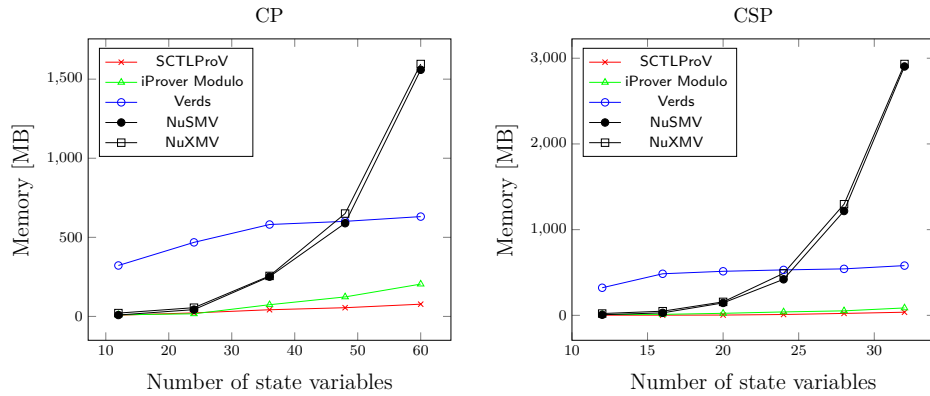 CP
Memory [MB]
1,500
1,000
500
0
SCTLProV
iProver Modulo
Verds
NuSMV
NuXMV
10 20 30 40 50 60
Number of state variables
CSP
Memory [MB]
3,000
2,000
1,000
0
SCTLProV
iProver Modulo
Verds
NuSMV
NuXMV
10 15 20 25 30
Number of state variables